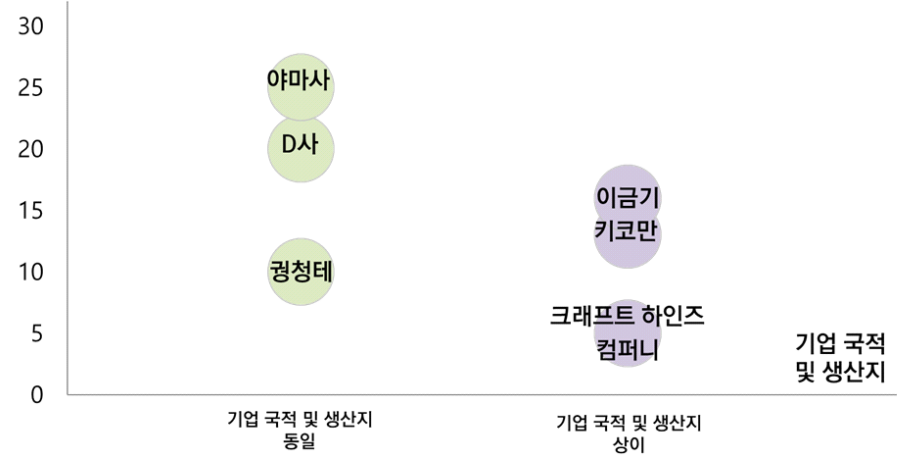 30
25
20
15
10
5
0
야마사
D사
이금기
키코만
퀑청테
크래프트 하인즈
컴퍼니
기업 국적
및 생산지
기업 국적 및 생산지
동일
기업 국적 및 생산지
상이